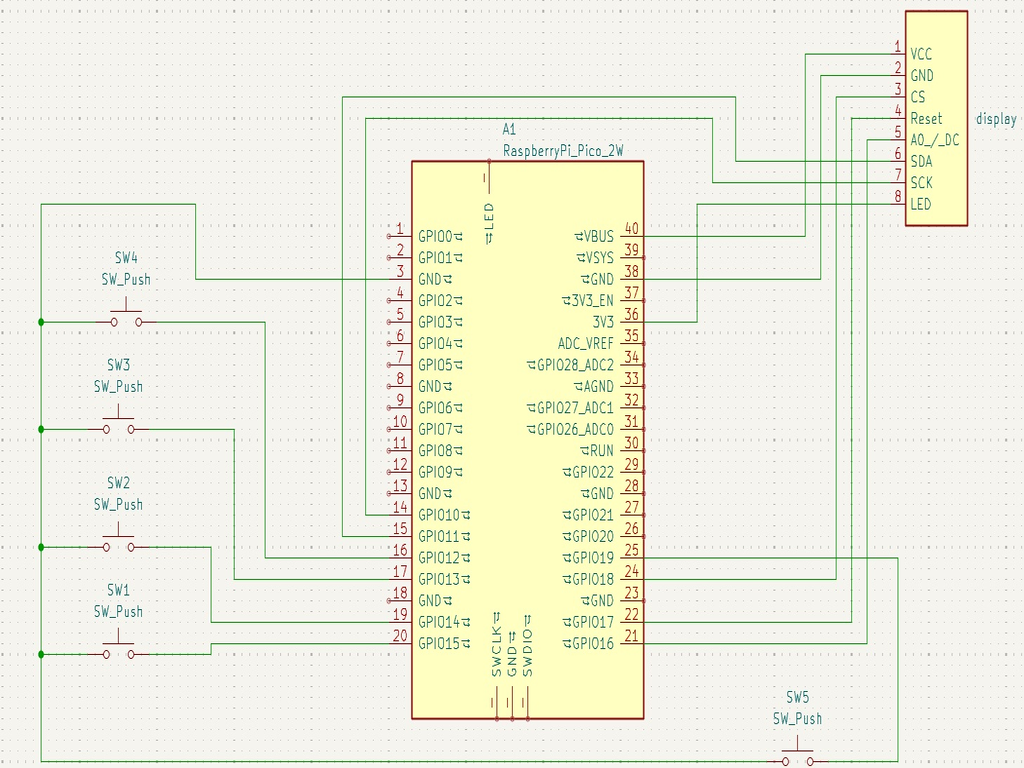 1 VCC
2 GND
3 CS
4 Reset
display
5 A0_/_DC
6 SDA
7 SCK
8 LED
A1
RaspberryPi_Pico_2W
LED
1 GPIO0
2 GPIO1
3 GND
4 GPIO2
5 GPIO3
6 GPIO4
7 GPIO5
8 GND
9 GPIO6
10 GPIO7
11 GPIO8
12 GPIO9
13 GND
14 GPIO10
15 GPIO11
16 GPIO12
17 GPIO13
18 GND
19 GPIO14
20 GPIO15
VBUS 40
VSYS 39
GND 38
3V3_EN 37
3V3 36
ADC_VREF 35
GPIO28_ADC2 34
AGND 33
GPIO27_ADC1 32
GPIO26_ADC0 31
RUN 30
GPIO22 29
GND 28
GPIO21 27
GPIO20 26
GPIO19 25
GPIO18 24
GND 23
GPIO17 22
GPIO16 21
SWCLK
GND
SWDIO
SW4
SW_Push
SW3
SW_Push
SW2
SW_Push
SW1
SW_Push
SW5
SW_Push